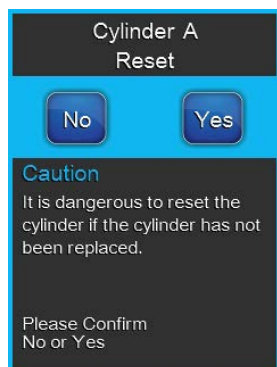 Cylinder A
Reset
No
Yes
Caution
It is dangerous to reset the
cylinder if the cylinder has not
been replaced.
Please Confirm
No or Yes